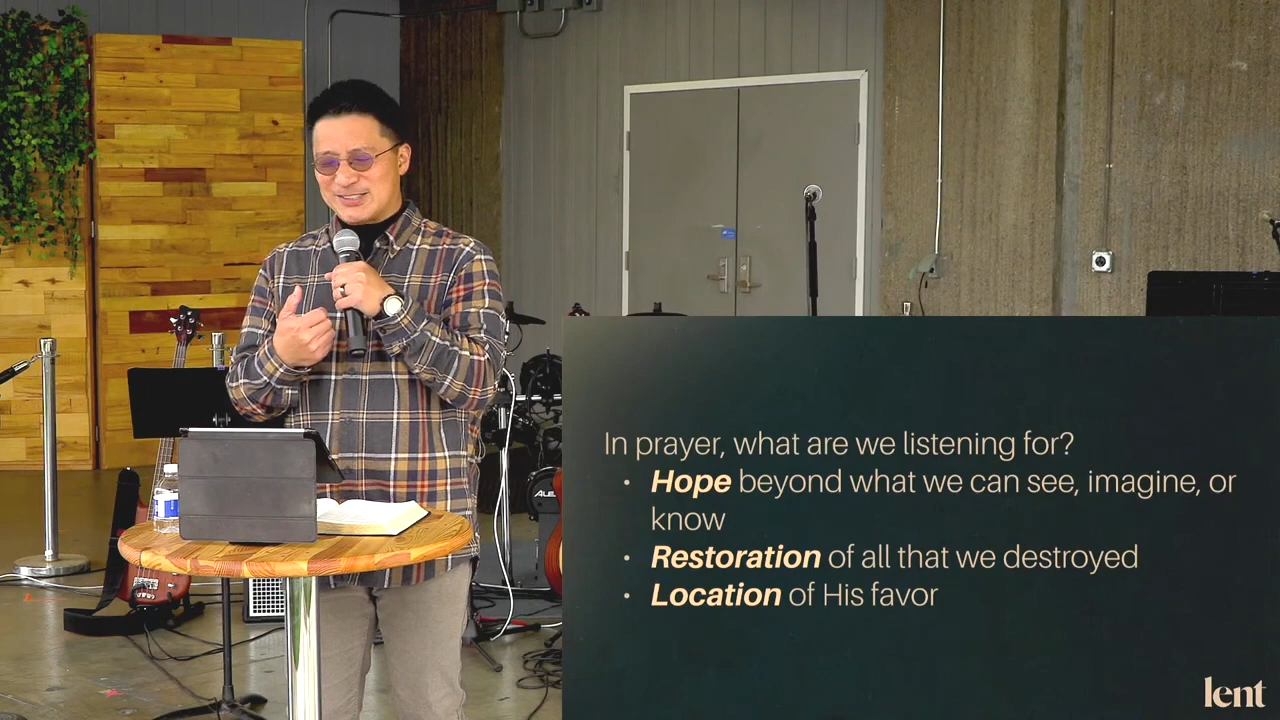 In prayer, what are we listening for?
• Hope beyond what we can see, imagine, or
know
• Restoration of all that we destroyed
• Location of His favor
lent